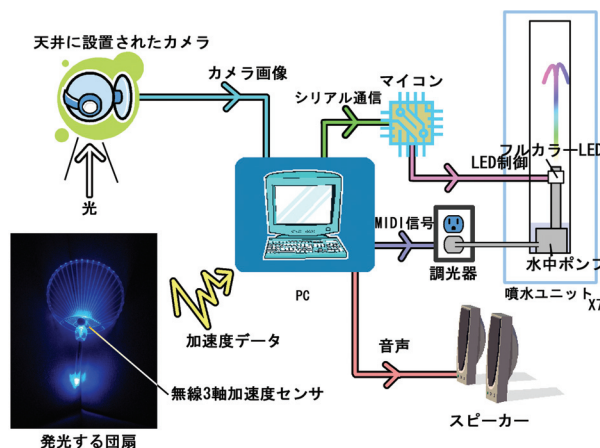 天井に設置されたカメラ
カメラ画像
シリアル通信
マイコン
フルカラーLED
LED制御
光
MIDI信号
調光器
水中ポンプ
噴水ユニット
X7
PC
加速度データ
音声
無線3軸加速度センサ
スピーカー
発光する団扇